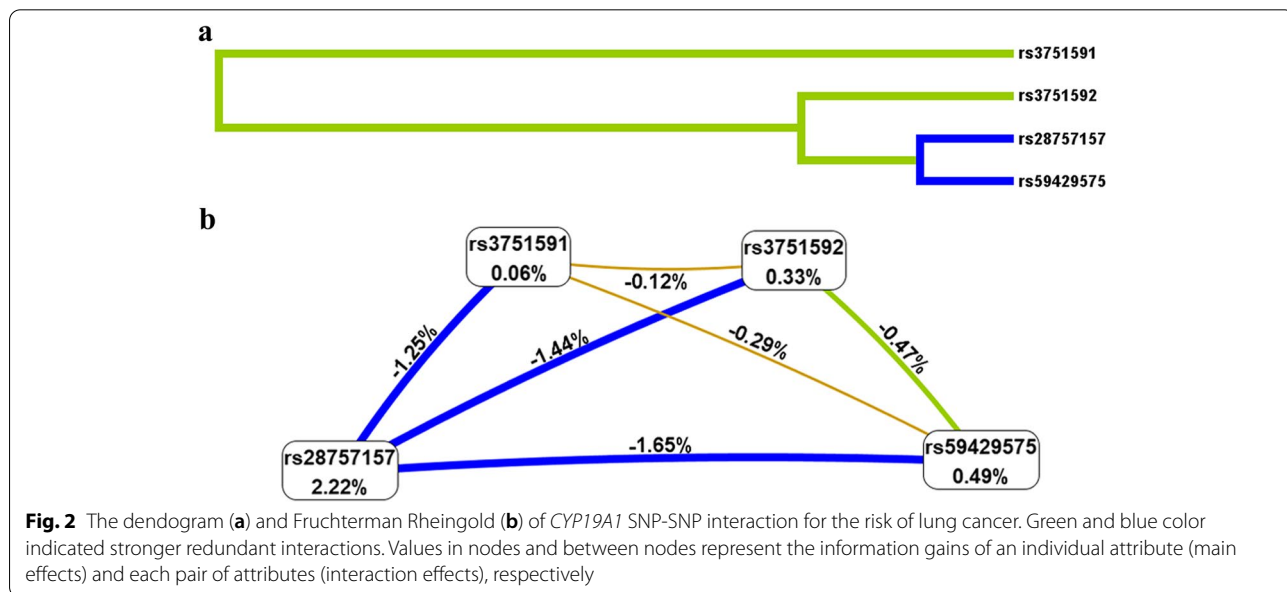 a
rs3751591
rs3751592
rs28757157
rs59429575
b
rs3751591
0.06%
rs3751592
0.33%
-0.12%
-1.25%
-1.44%
-0.29%
-0.47%
rs28757157
2.22%
-1.65%
rs59429575
0.49%
Fig. 2 The dendogram (a) and Fruchterman Rheingold (b) of CYP19A1 SNP-SNP interaction for the risk of lung cancer. Green and blue color
indicated stronger redundant interactions. Values in nodes and between nodes represent the information gains of an individual attribute (main
effects) and each pair of attributes (interaction effects), respectively